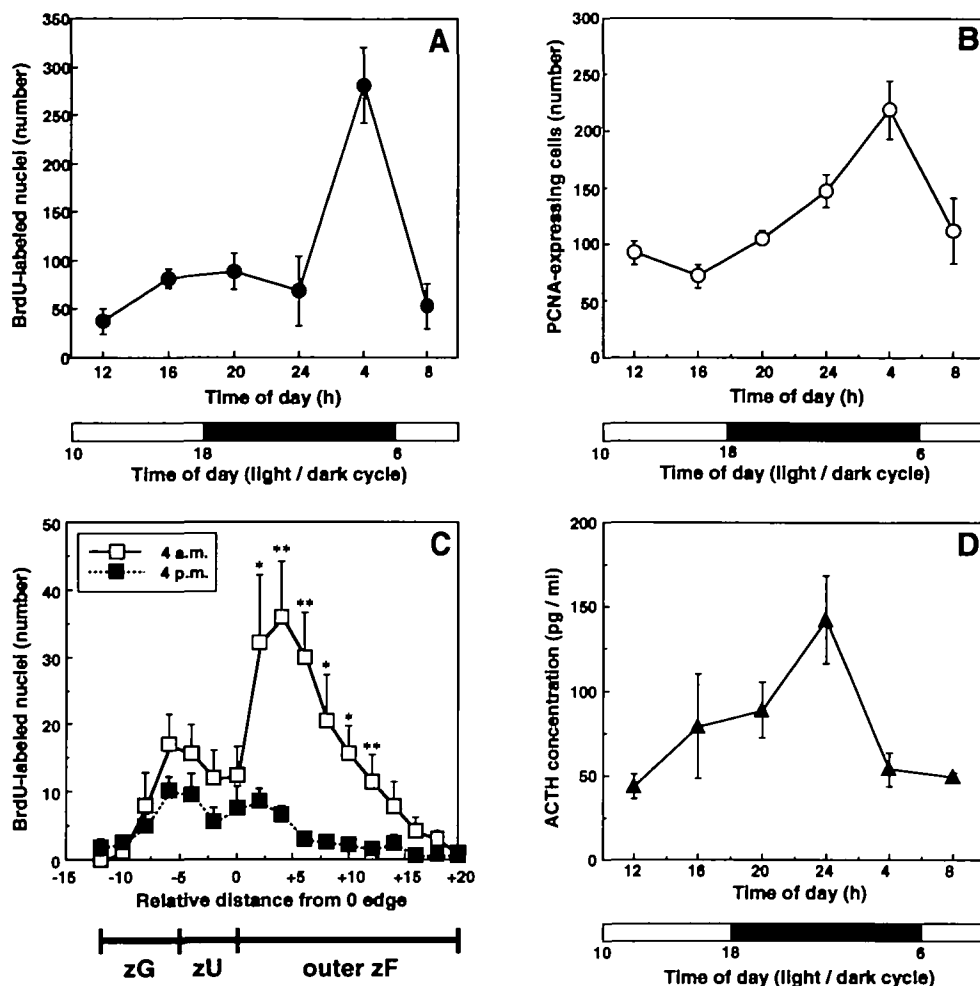 A
BrdU-labeled nuclei (number)
350
300
250
200
150
100
50
0
12 16 20 24 4 8
Time of day (h)
10 18 6
Time of day (light / dark cycle)
B
PCNA-expressing cells (number)
300
250
200
150
100
50
0
12 16 20 24 4 8
Time of day (h)
10 18 6
Time of day (light / dark cycle)
C
BrdU-labeled nuclei (number)
50
40
30
20
10
0
4 a.m.
4 p.m.
* ** ** * * **
-15 -10 -5 0 +5 +10 +15 +20
Relative distance from 0 edge
zG zU outer zF
D
ACTH concentration (pg / ml)
200
150
100
50
0
12 16 20 24 4 8
Time of day (h)
10 18 6
Time of day (light / dark cycle)